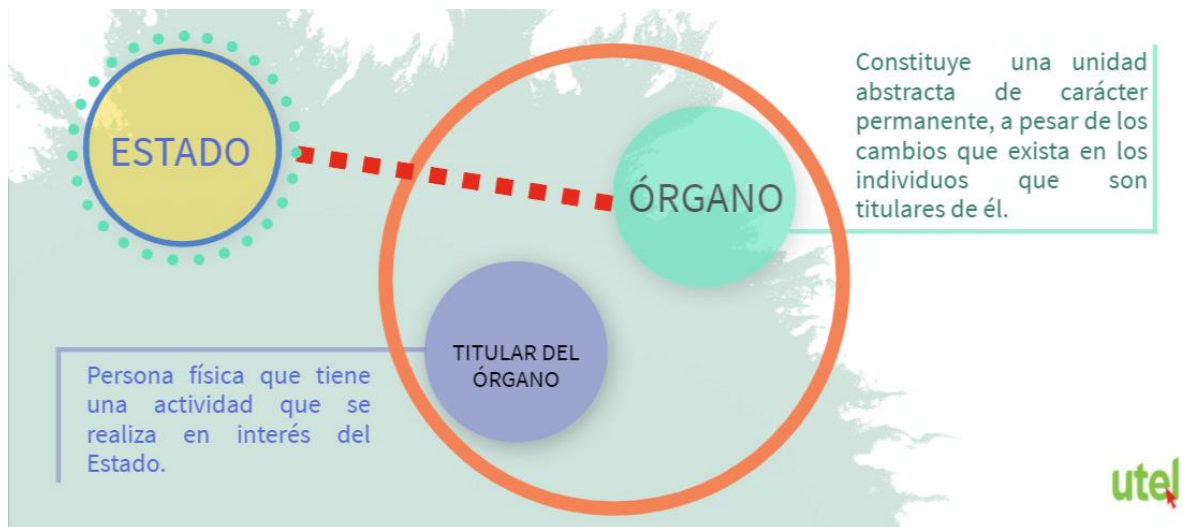 ESTADO
ÓRGANO
Constituye una unidad
abstracta de carácter
permanente, a pesar de los
cambios que exista en los
individuos que son
titulares de él.
TITULAR DEL
ÓRGANO
Persona física que tiene
una actividad que se
realiza en interés del
Estado.
utel